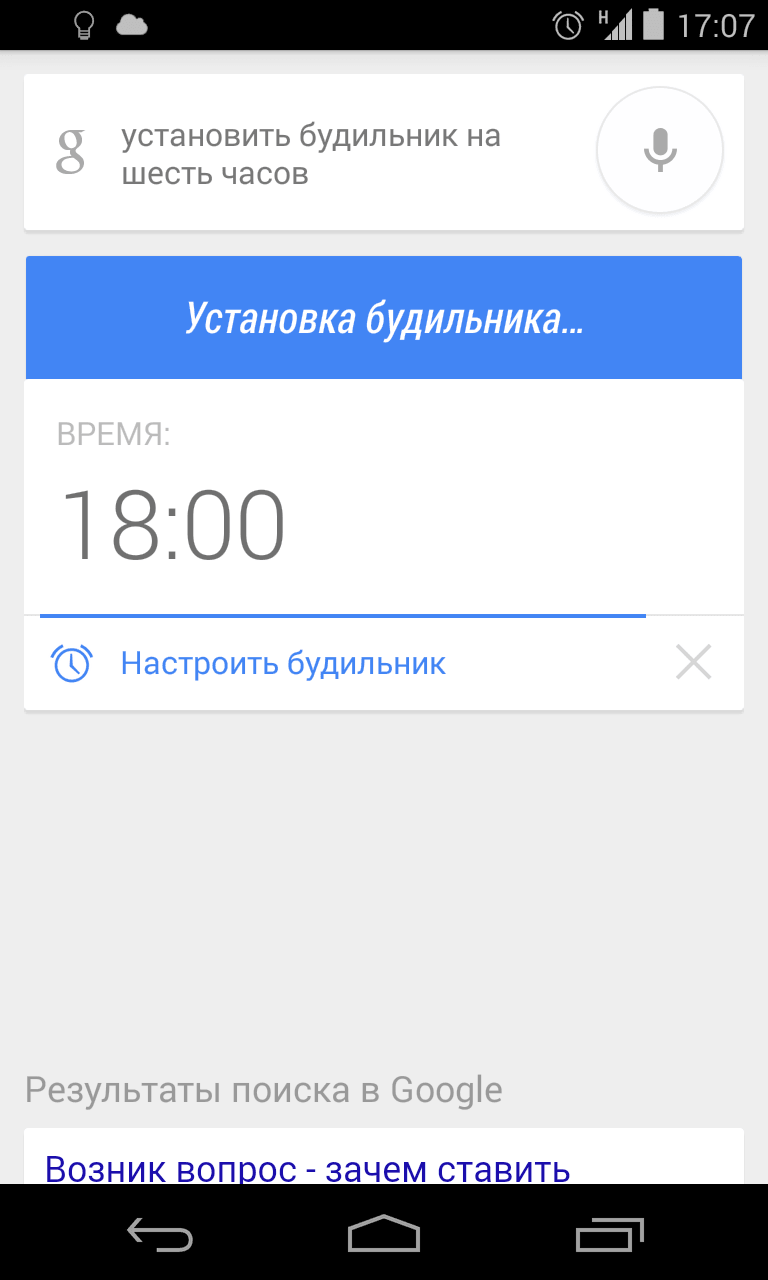 H 17:07
g установить будильник на
шесть часов
Установка будильника...
ВРЕМЯ:
18:00
Настроить будильник
Результаты поиска в Google
Возник вопрос - зачем ставить